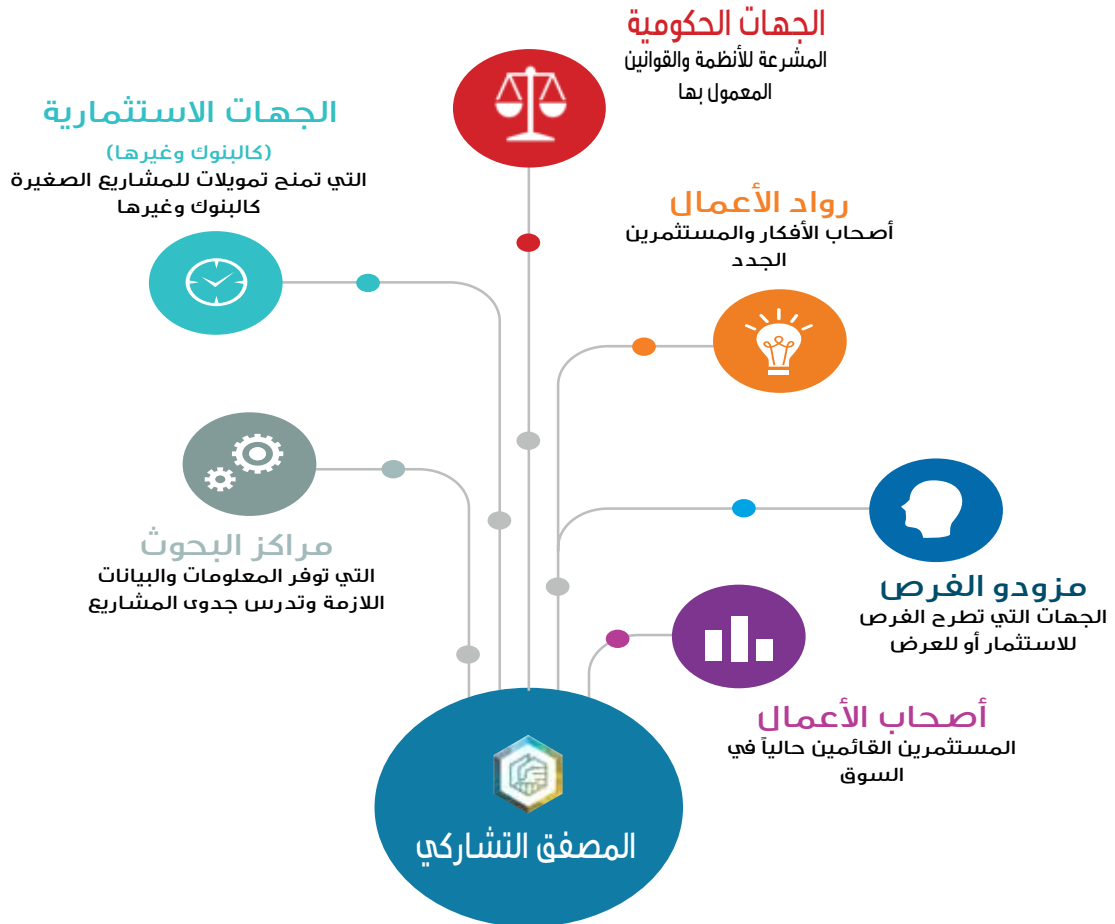 الجهات الحكومية
المشرعة للأنظمة والقوانين
المعمول بها
الجهات الاستثمارية
(كالبنوك وغيرها)
التي تمنح تمويلات للمشاريع الصغيرة
كالبنوك وغيرها
رواد الأعمال
أصحاب الأفكار والمستثمرين
الجدد
مراكز البحوث
التي توفر المعلومات والبيانات
اللازمة وتدرس جدوى المشاريع
مزودو الفرص
الجهات التي تطرح الفرص
للاستثمار أو للعرض
أصحاب الأعمال
المستثمرين القائمين حالياً في
السوق
المصفق التشاركي